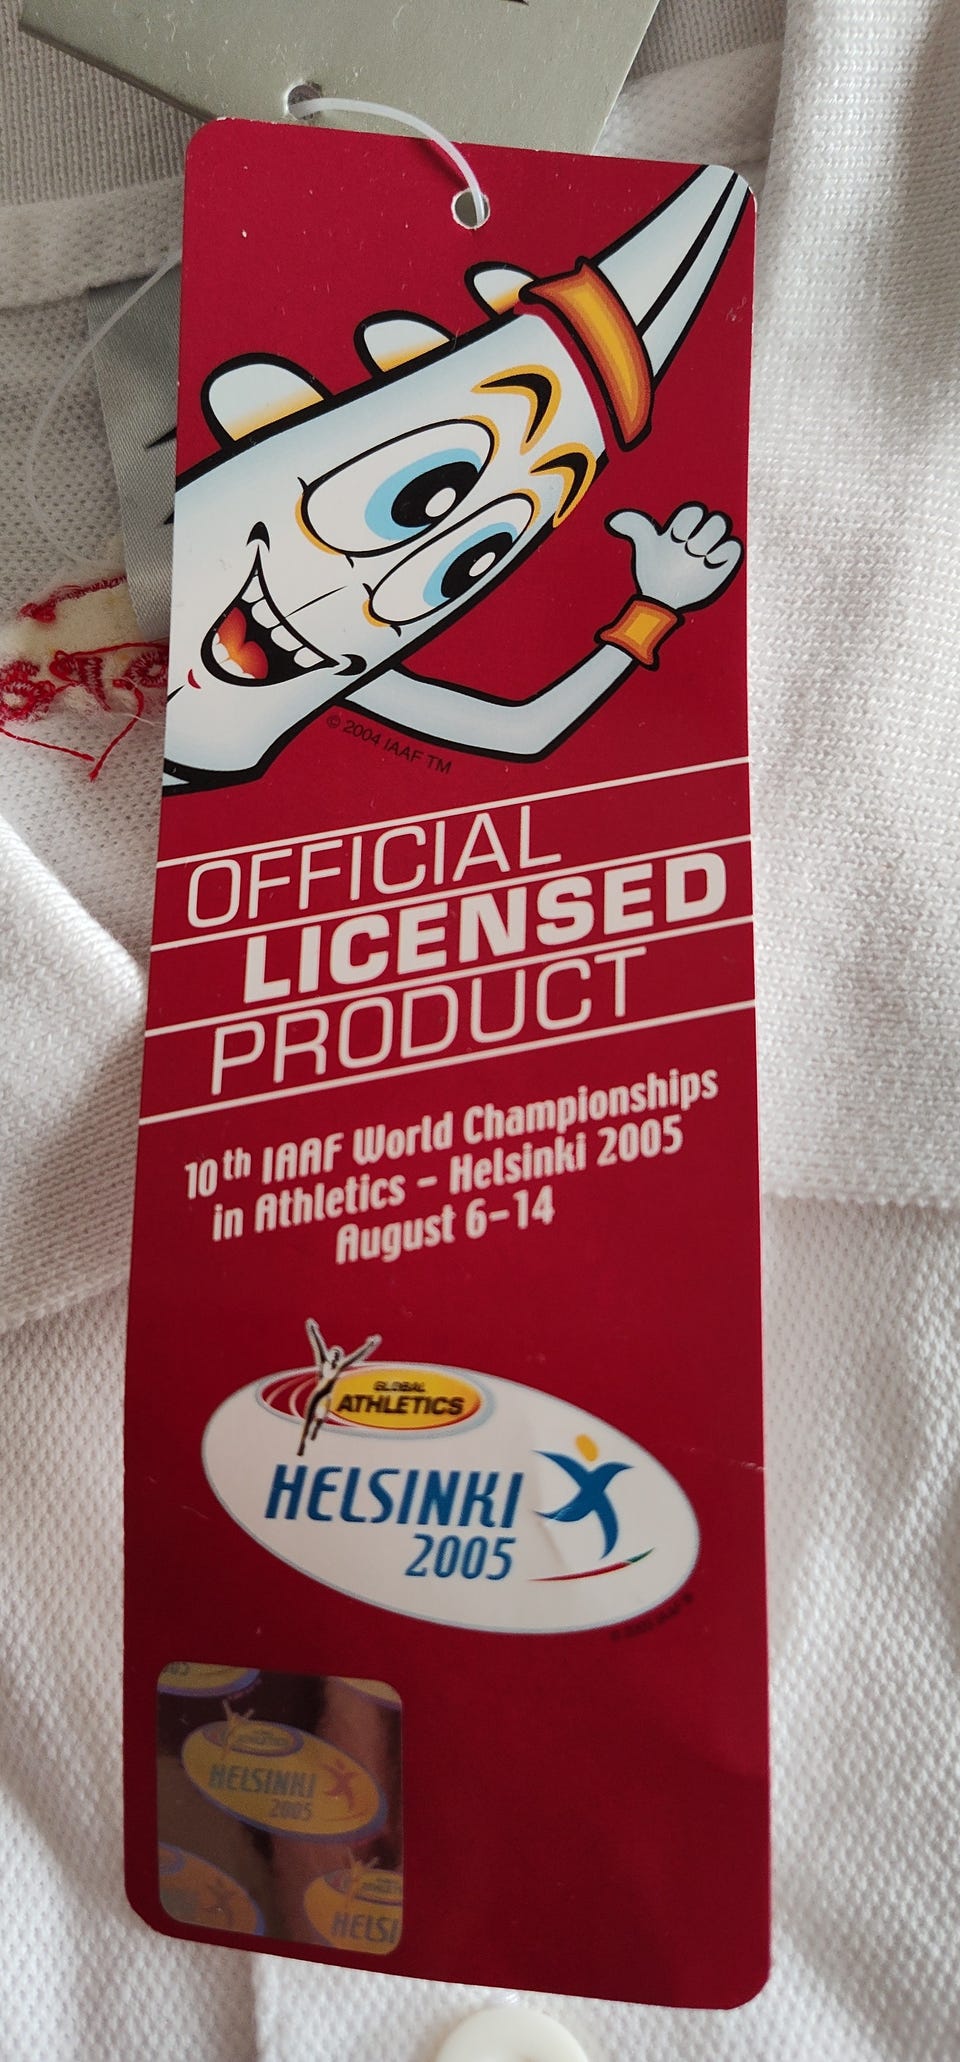 © 2004 IAAF TM
OFFICIAL
LICENSED
PRODUCT
10th IAAF World Championships
in Athletics – Helsinki 2005
August 6–14
GLOBAL
ATHLETICS
HELSINKI
2005
HELSINKI
2005
HELSI